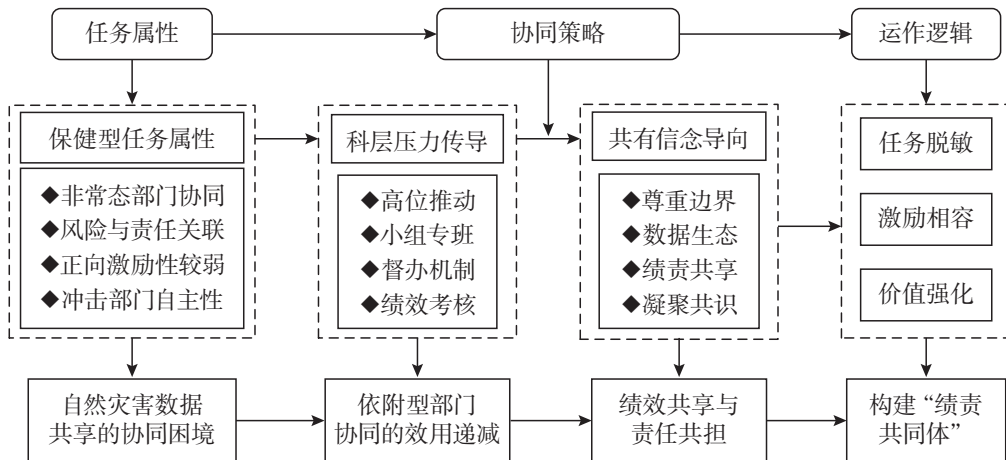 任务属性
协同策略
运作逻辑
保健型任务属性
◆非常态部门协同
◆风险与责任关联
◆正向激励性较弱
◆冲击部门自主性
科层压力传导
◆高位推动
◆小组专班
◆督办机制
◆绩效考核
共有信念导向
◆尊重边界
◆数据生态
◆绩责共享
◆凝聚共识
任务脱敏
激励相容
价值强化
自然灾害数据
共享的协同困境
依附型部门
协同的效用递减
绩效共享与
责任共担
构建“绩责
共同体”